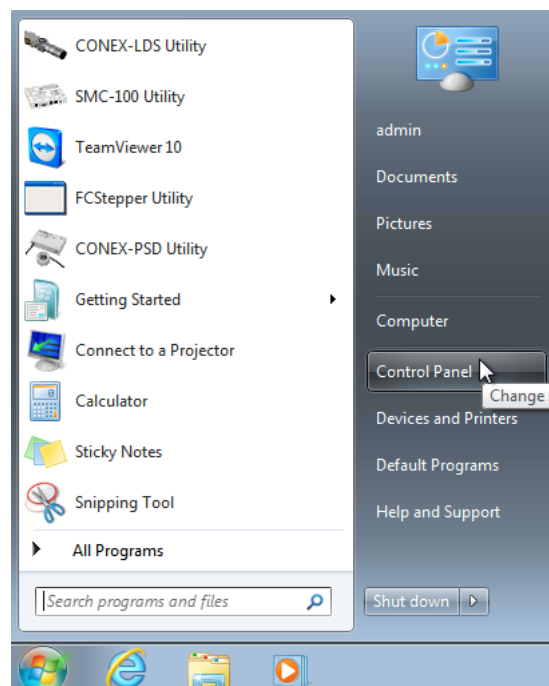 CONEX-LDS Utility
SMC-100 Utility
TeamViewer 10
FCStepper Utility
CONEX-PSD Utility
Getting Started
Connect to a Projector
Calculator
Sticky Notes
Snipping Tool
All Programs
Search programs and files
admin
Documents
Pictures
Music
Computer
Control Panel
Change
Devices and Printers
Default Programs
Help and Support
Shut down